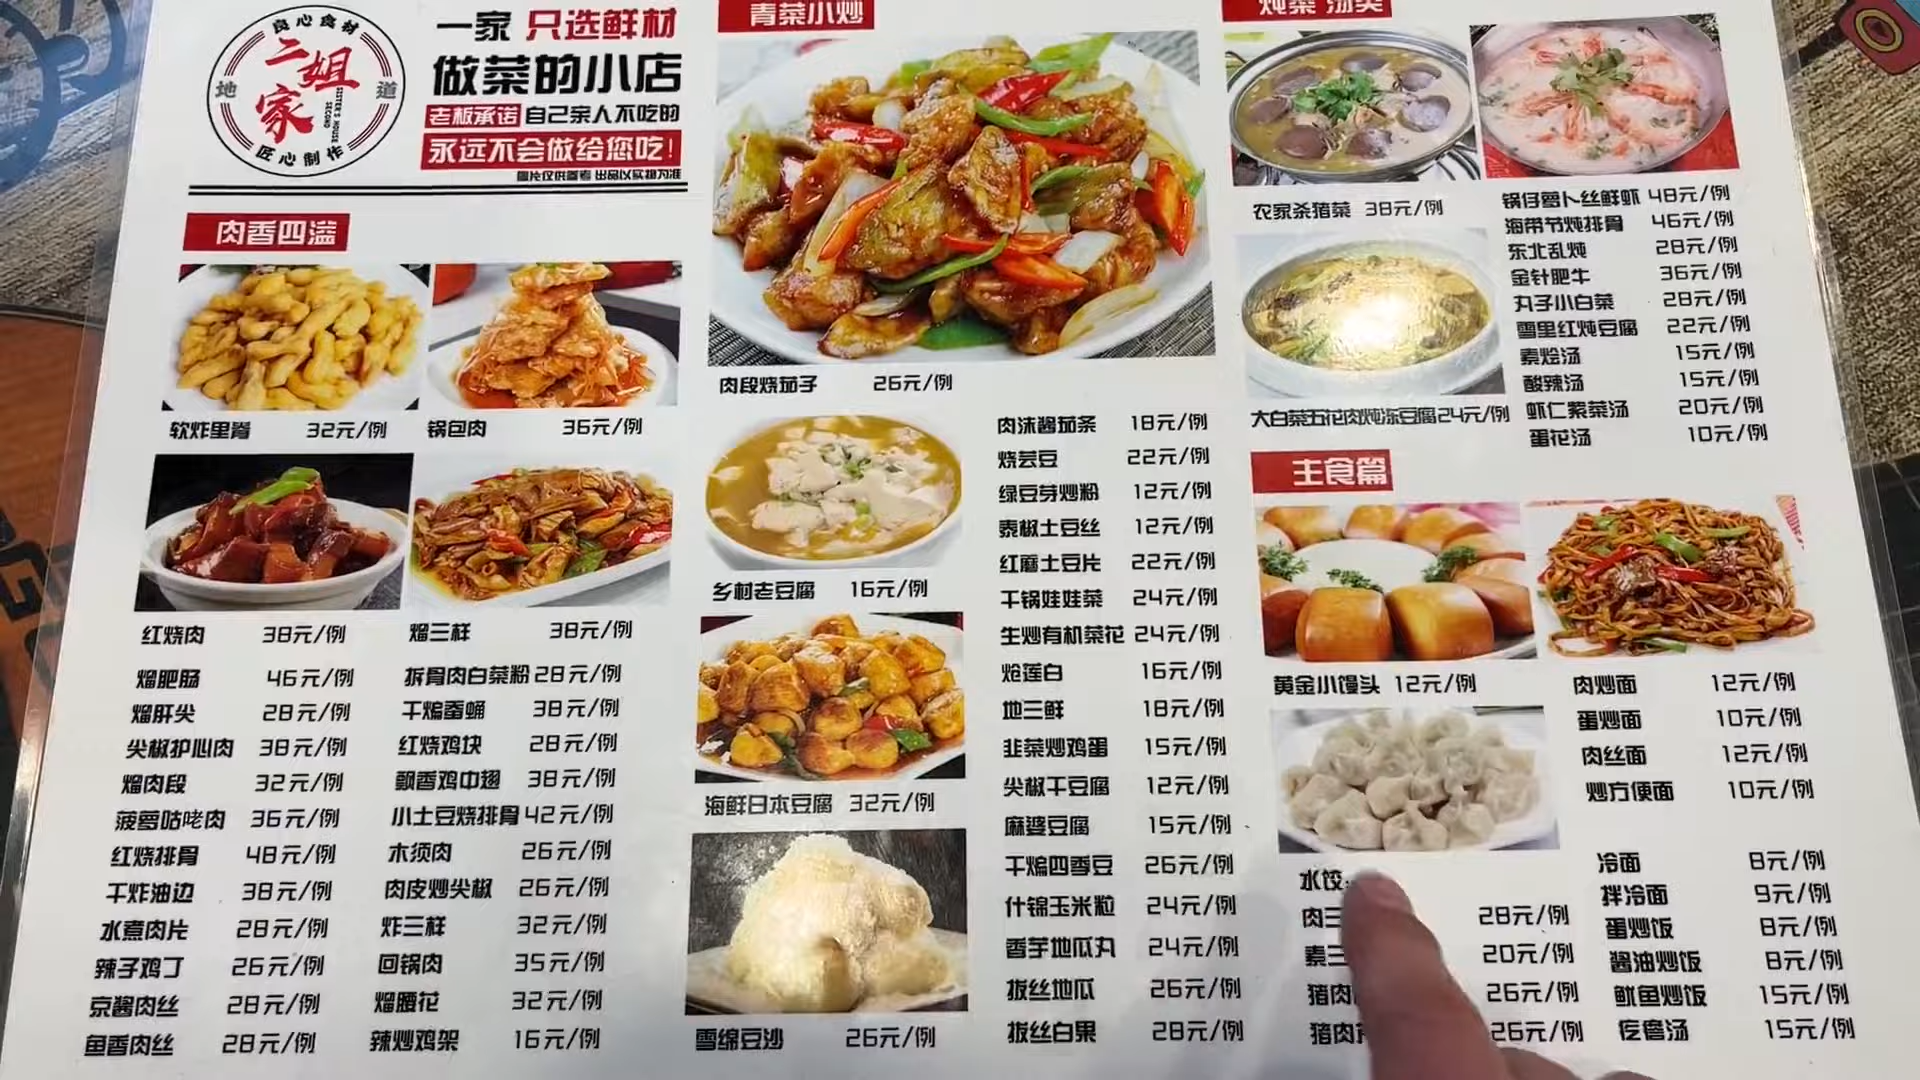 良心食材
地
道
二姐家
SECOND
SISTER'S HOUSE
匠心制作
一家 只选鲜材
做菜的小店
老板承诺 自己亲人不吃的
永远不会做给您吃!
图片仅供参考 出品以实物为准
肉香四溢
软炸里脊 32元/例
锅包肉 36元/例
红烧肉 38元/例
熘三样 38元/例
熘肥肠 46元/例
熘肝尖 28元/例
尖椒护心肉 38元/例
熘肉段 32元/例
菠萝咕咾肉 36元/例
红烧排骨 48元/例
干炸油边 38元/例
水煮肉片 28元/例
辣子鸡丁 26元/例
京酱肉丝 28元/例
鱼香肉丝 28元/例
拆骨肉白菜粉 28元/例
干煸蚕蛹 38元/例
红烧鸡块 28元/例
飘香鸡中翅 38元/例
小土豆烧排骨 42元/例
木须肉 26元/例
肉皮炒尖椒 26元/例
炸三样 32元/例
回锅肉 35元/例
熘腰花 32元/例
辣炒鸡架 16元/例
青菜小炒
肉段烧茄子 26元/例
乡村老豆腐 16元/例
海鲜日本豆腐 32元/例
雪绵豆沙 26元/例
肉沫酱茄条 18元/例
烧芸豆 22元/例
绿豆芽炒粉 12元/例
泰椒土豆丝 12元/例
红蘑土豆片 22元/例
干锅娃娃菜 24元/例
生炒有机菜花 24元/例
炝莲白 16元/例
地三鲜 18元/例
韭菜炒鸡蛋 15元/例
尖椒干豆腐 12元/例
麻婆豆腐 15元/例
干煸四季豆 26元/例
什锦玉米粒 24元/例
香芋地瓜丸 24元/例
拔丝地瓜 26元/例
拔丝白果 28元/例
炖菜 汤类
农家杀猪菜 38元/例
大白菜五花肉炖冻豆腐 24元/例
锅仔萝卜丝鲜虾 48元/例
海带节炖排骨 46元/例
东北乱炖 28元/例
金针肥牛 36元/例
丸子小白菜 28元/例
雪里红炖豆腐 22元/例
素烩汤 15元/例
酸辣汤 15元/例
虾仁紫菜汤 20元/例
蛋花汤 10元/例
主食篇
黄金小馒头 12元/例
肉炒面 12元/例
蛋炒面 10元/例
肉丝面 12元/例
炒方便面 10元/例
水饺
肉三 28元/例
素三 20元/例
猪肉 26元/例
猪肉 26元/例
冷面 8元/例
拌冷面 9元/例
蛋炒饭 8元/例
酱油炒饭 8元/例
鱿鱼炒饭 15元/例
疙瘩汤 15元/例